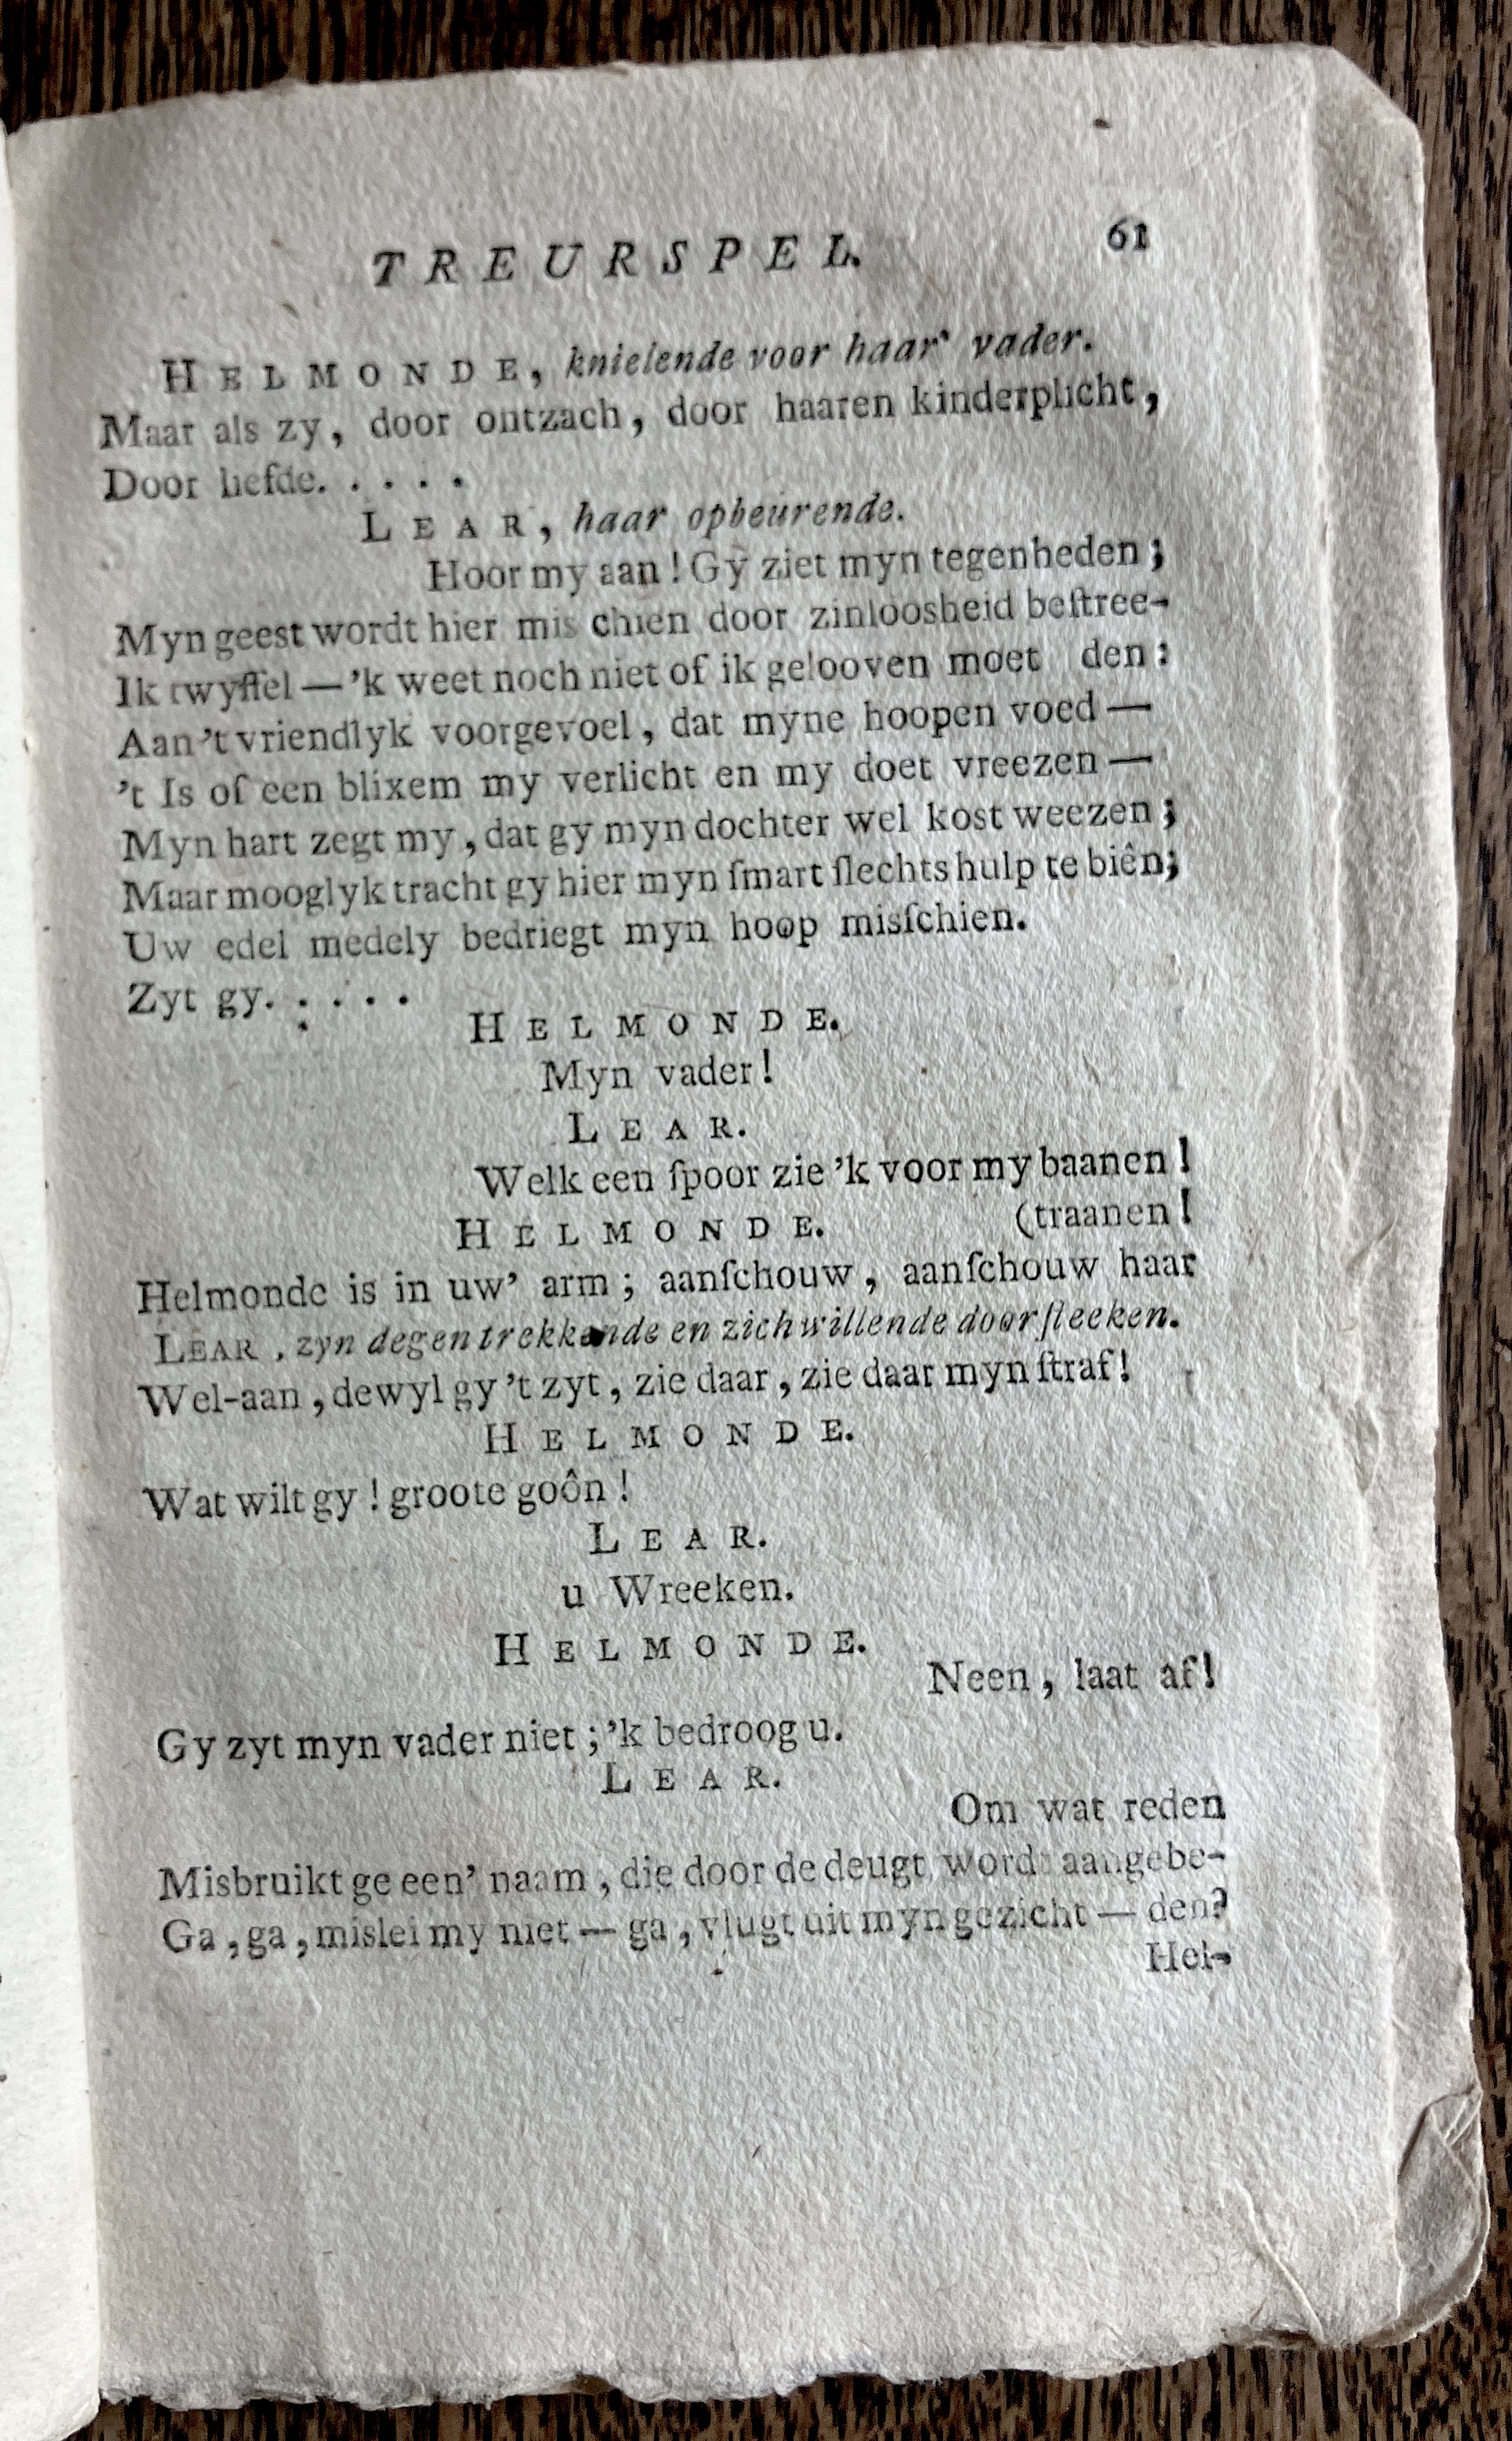 TREURSPEL. 61
HELMONDE, knielende voor haar' vader.
Maar als zy, door ontzach, door haaren kinderplicht,
Door liefde. . . . .
LEAR, haar opbeurende.
Hoor my aan! Gy ziet myn tegenheden;
Myn geest wordt hier mis chien door zinloosheid beſtree-
Ik twyffel — 'k weet noch niet of ik gelooven moet den:
Aan 't vriendlyk voorgevoel, dat myne hoopen voed —
't Is of een blixem my verlicht en my doet vreezen —
Myn hart zegt my, dat gy myn dochter wel kost weezen;
Maar mooglyk tracht gy hier myn ſmart ſlechts hulp te biên;
Uw edel medely bedriegt myn hoop misſchien.
Zyt gy. . . . .
HELMONDE.
Myn vader!
LEAR.
Welk een ſpoor zie 'k voor my baanen!
HELMONDE. (traanen!
Helmonde is in uw' arm; aanſchouw, aanſchouw haar
LEAR, zyn degen trekkende en zich willende doorſteeken.
Wel-aan, dewyl gy 't zyt, zie daar, zie daar myn ſtraf!
HELMONDE.
Wat wilt gy! groote goôn!
LEAR.
u Wreeken.
HELMONDE.
Neen, laat af!
Gy zyt myn vader niet; 'k bedroog u.
LEAR.
Om wat reden
Misbruikt ge een' naam, die door de deugt wordt aangebe-
Ga, ga, mislei my niet — ga, vlugt uit myn gezicht — den?
Hel-